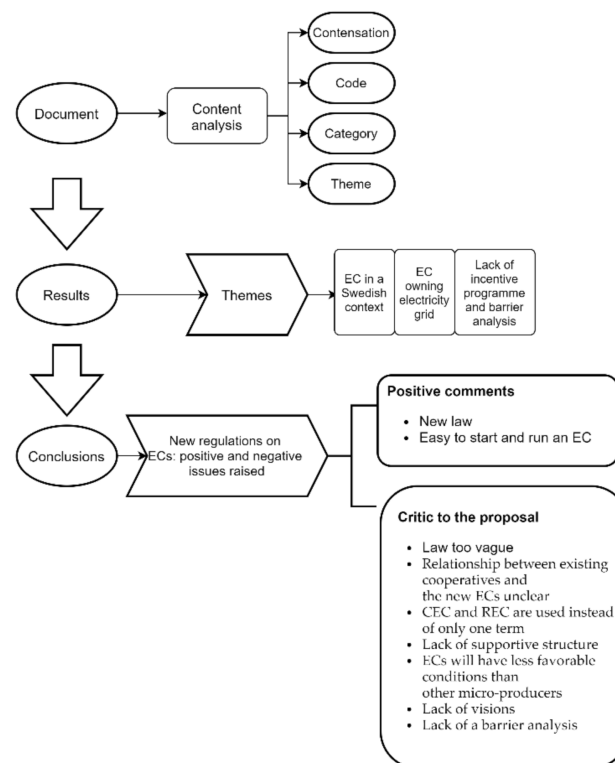 Contensation
Document
Content
analysis
Code
Category
Theme
Results
Themes
EC in a
Swedish
context
EC
owning
electricity
grid
Lack of
incentive
programme
and barrier
analysis
Conclusions
New regulations on
ECs: positive and negative
issues raised
Positive comments
• New law
• Easy to start and run an EC
Critic to the proposal
• Law too vague
• Relationship between existing
cooperatives and
the new ECs unclear
• CEC and REC are used instead
of only one term
• Lack of supportive structure
• ECs will have less favorable
conditions than
other micro-producers
• Lack of visions
• Lack of a barrier analysis